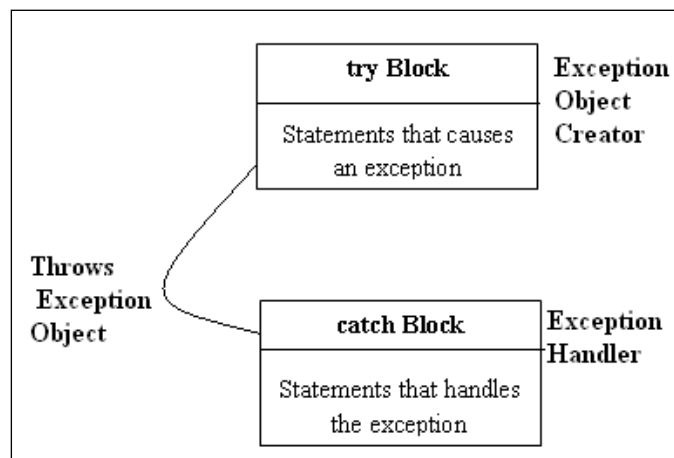 try Block
Statements that causes
an exception
Exception
Object
Creator
Throws
Exception
Object
catch Block
Statements that handles
the exception
Exception
Handler